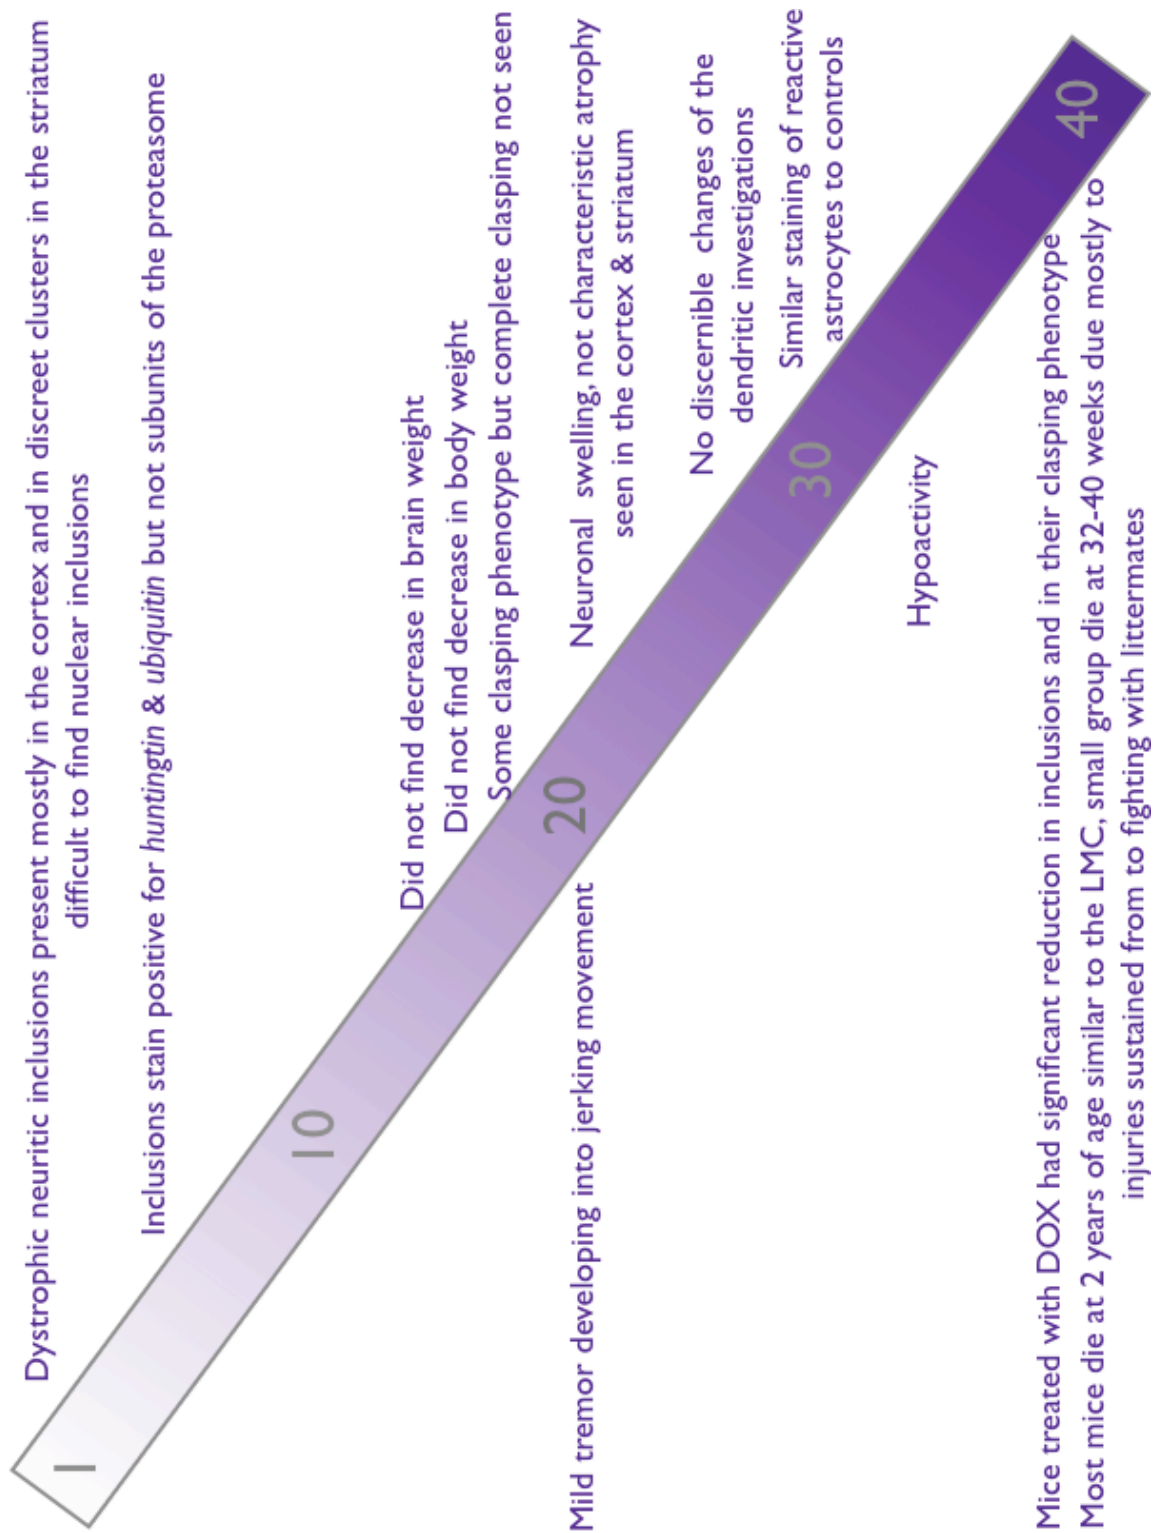 Dystrophic neuritic inclusions present mostly in the cortex and in discreet clusters in the striatum
difficult to find nuclear inclusions
Inclusions stain positive for huntingtin & ubiquitin but not subunits of the proteasome
Did not find decrease in brain weight
Did not find decrease in body weight
Some clasping phenotype but complete clasping not seen
Neuronal swelling, not characteristic atrophy
seen in the cortex & striatum
No discernible changes of the
dendritic investigations
Similar staining of reactive
astrocytes to controls
1
10
20
30
40
Mild tremor developing into jerking movement
Hypoactivity
Mice treated with DOX had significant reduction in inclusions and in their clasping phenotype
Most mice die at 2 years of age similar to the LMC, small group die at 32-40 weeks due mostly to
injuries sustained from to fighting with littermates